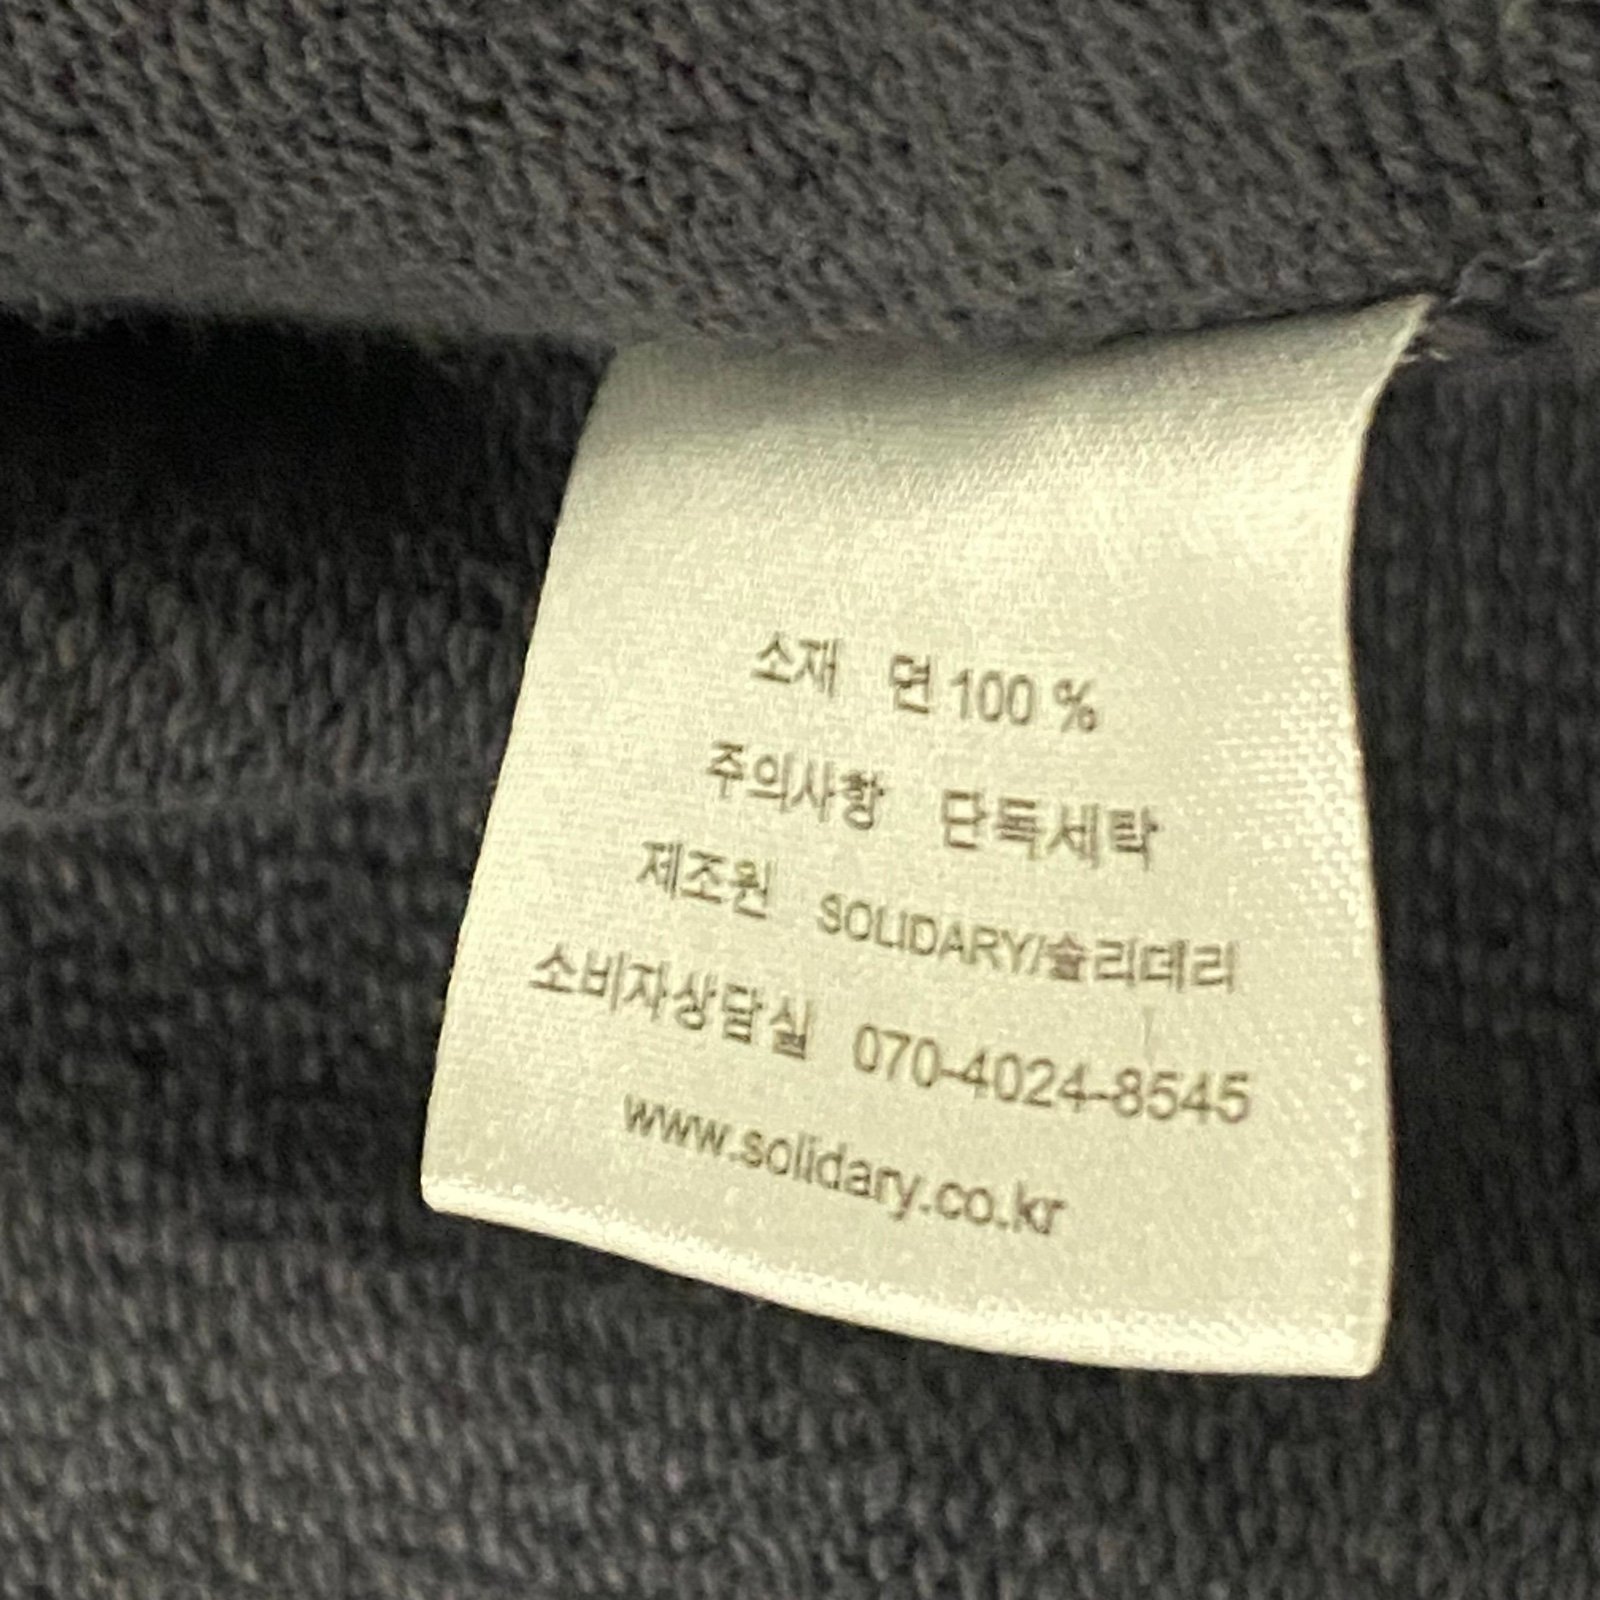 소재 면 100 %
주의사항 단독세탁
제조원 SOLIDARY/솔리데리
소비자상담실 070-4024-8545
www.solidary.co.kr